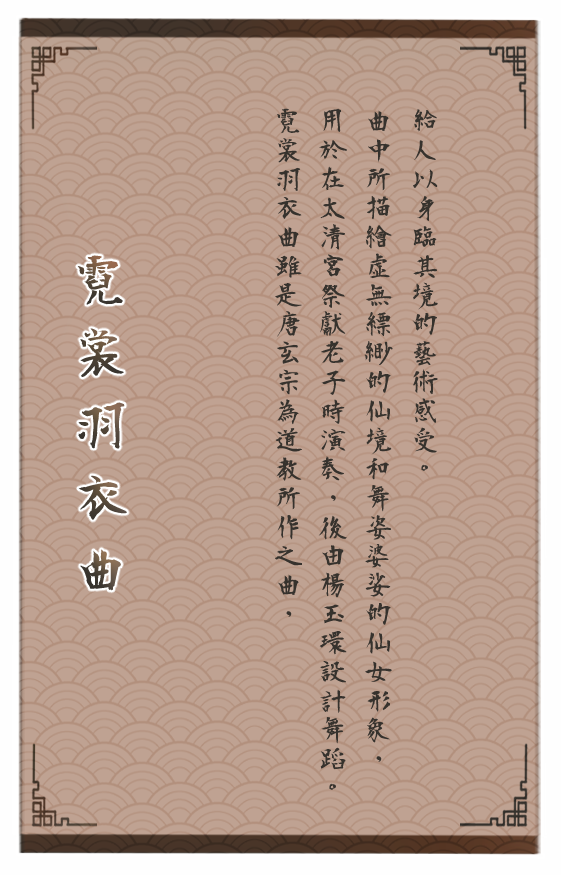 霓裳羽衣曲
霓裳羽衣曲雖是唐玄宗為道教所作之曲，
用於在太清宮祭獻老子時演奏，後由楊玉環設計舞蹈。
曲中所描繪虛無縹緲的仙境和舞姿婆娑的仙女形象，
給人以身臨其境的藝術感受。